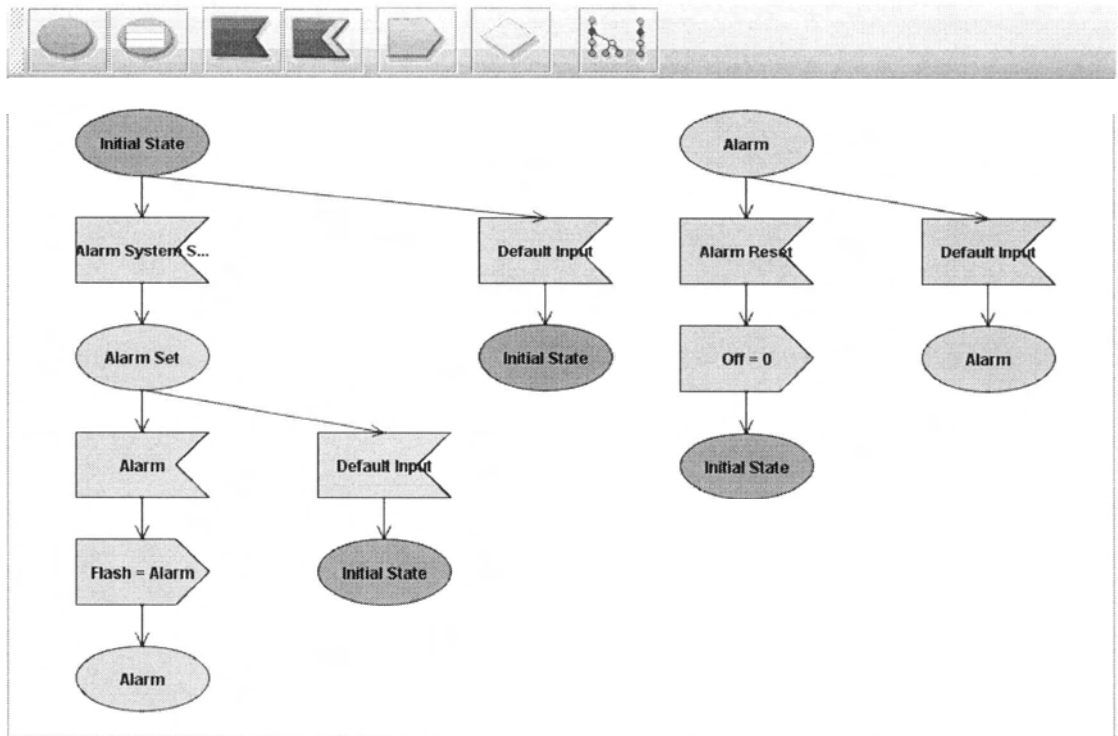 Initial State
Alarm System S...
Default Input
Alarm Set
Initial State
Alarm
Default Input
Flash = Alarm
Initial State
Alarm
Alarm
Alarm Reset
Default Input
Off = 0
Alarm
Initial State